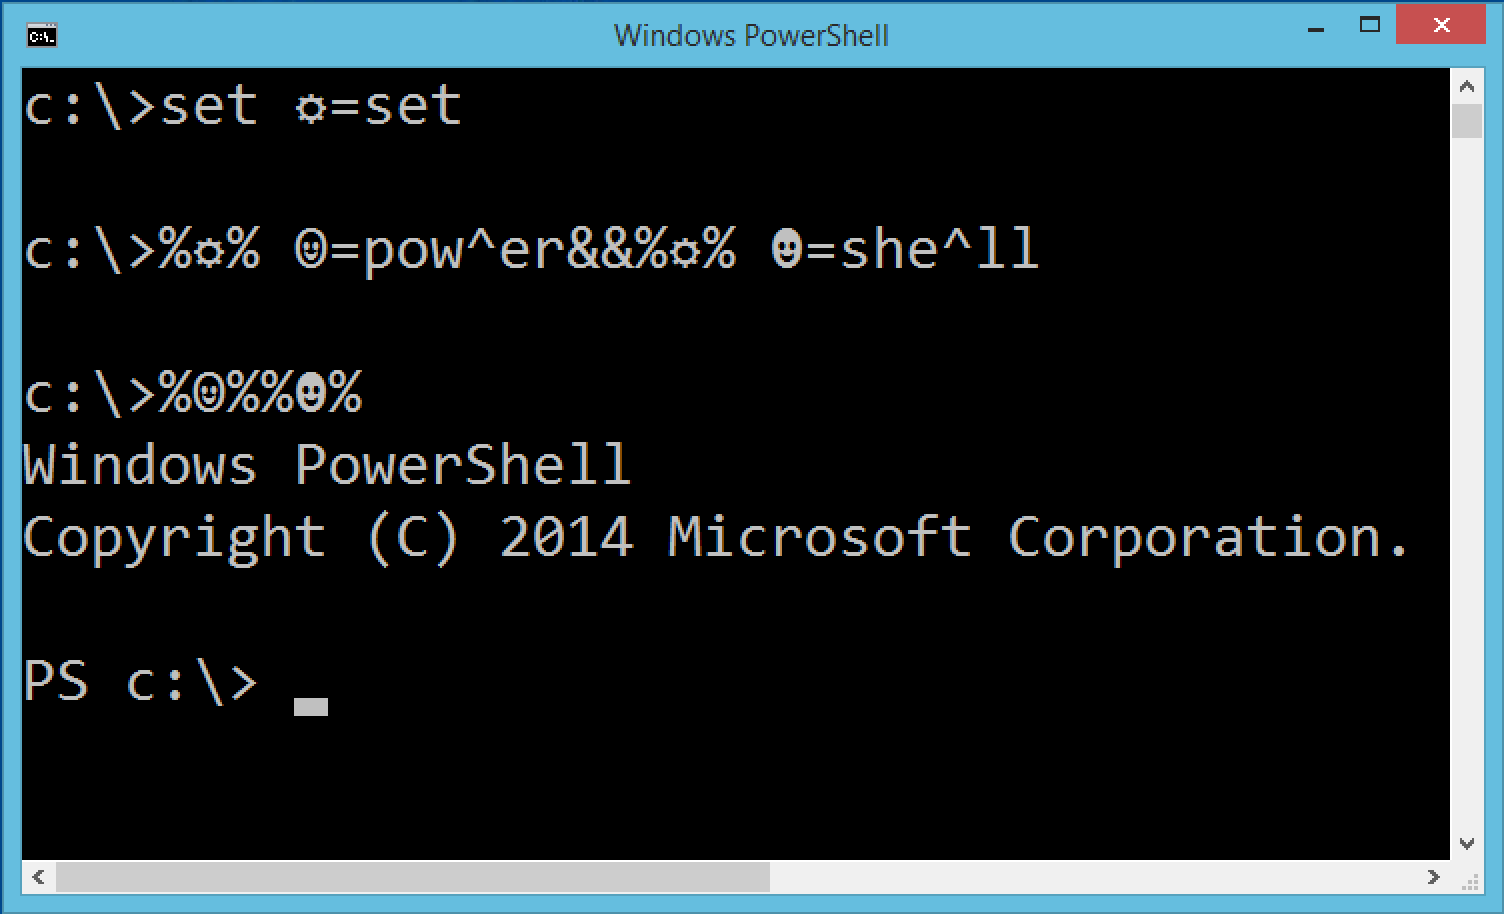 Windows PowerShell
c:\>set ☼=set
c:\>%☼% ☺=pow^er&&%☼% ☻=she^ll
c:\>%☺%%☻%
Windows PowerShell
Copyright (C) 2014 Microsoft Corporation.
PS c:\> _